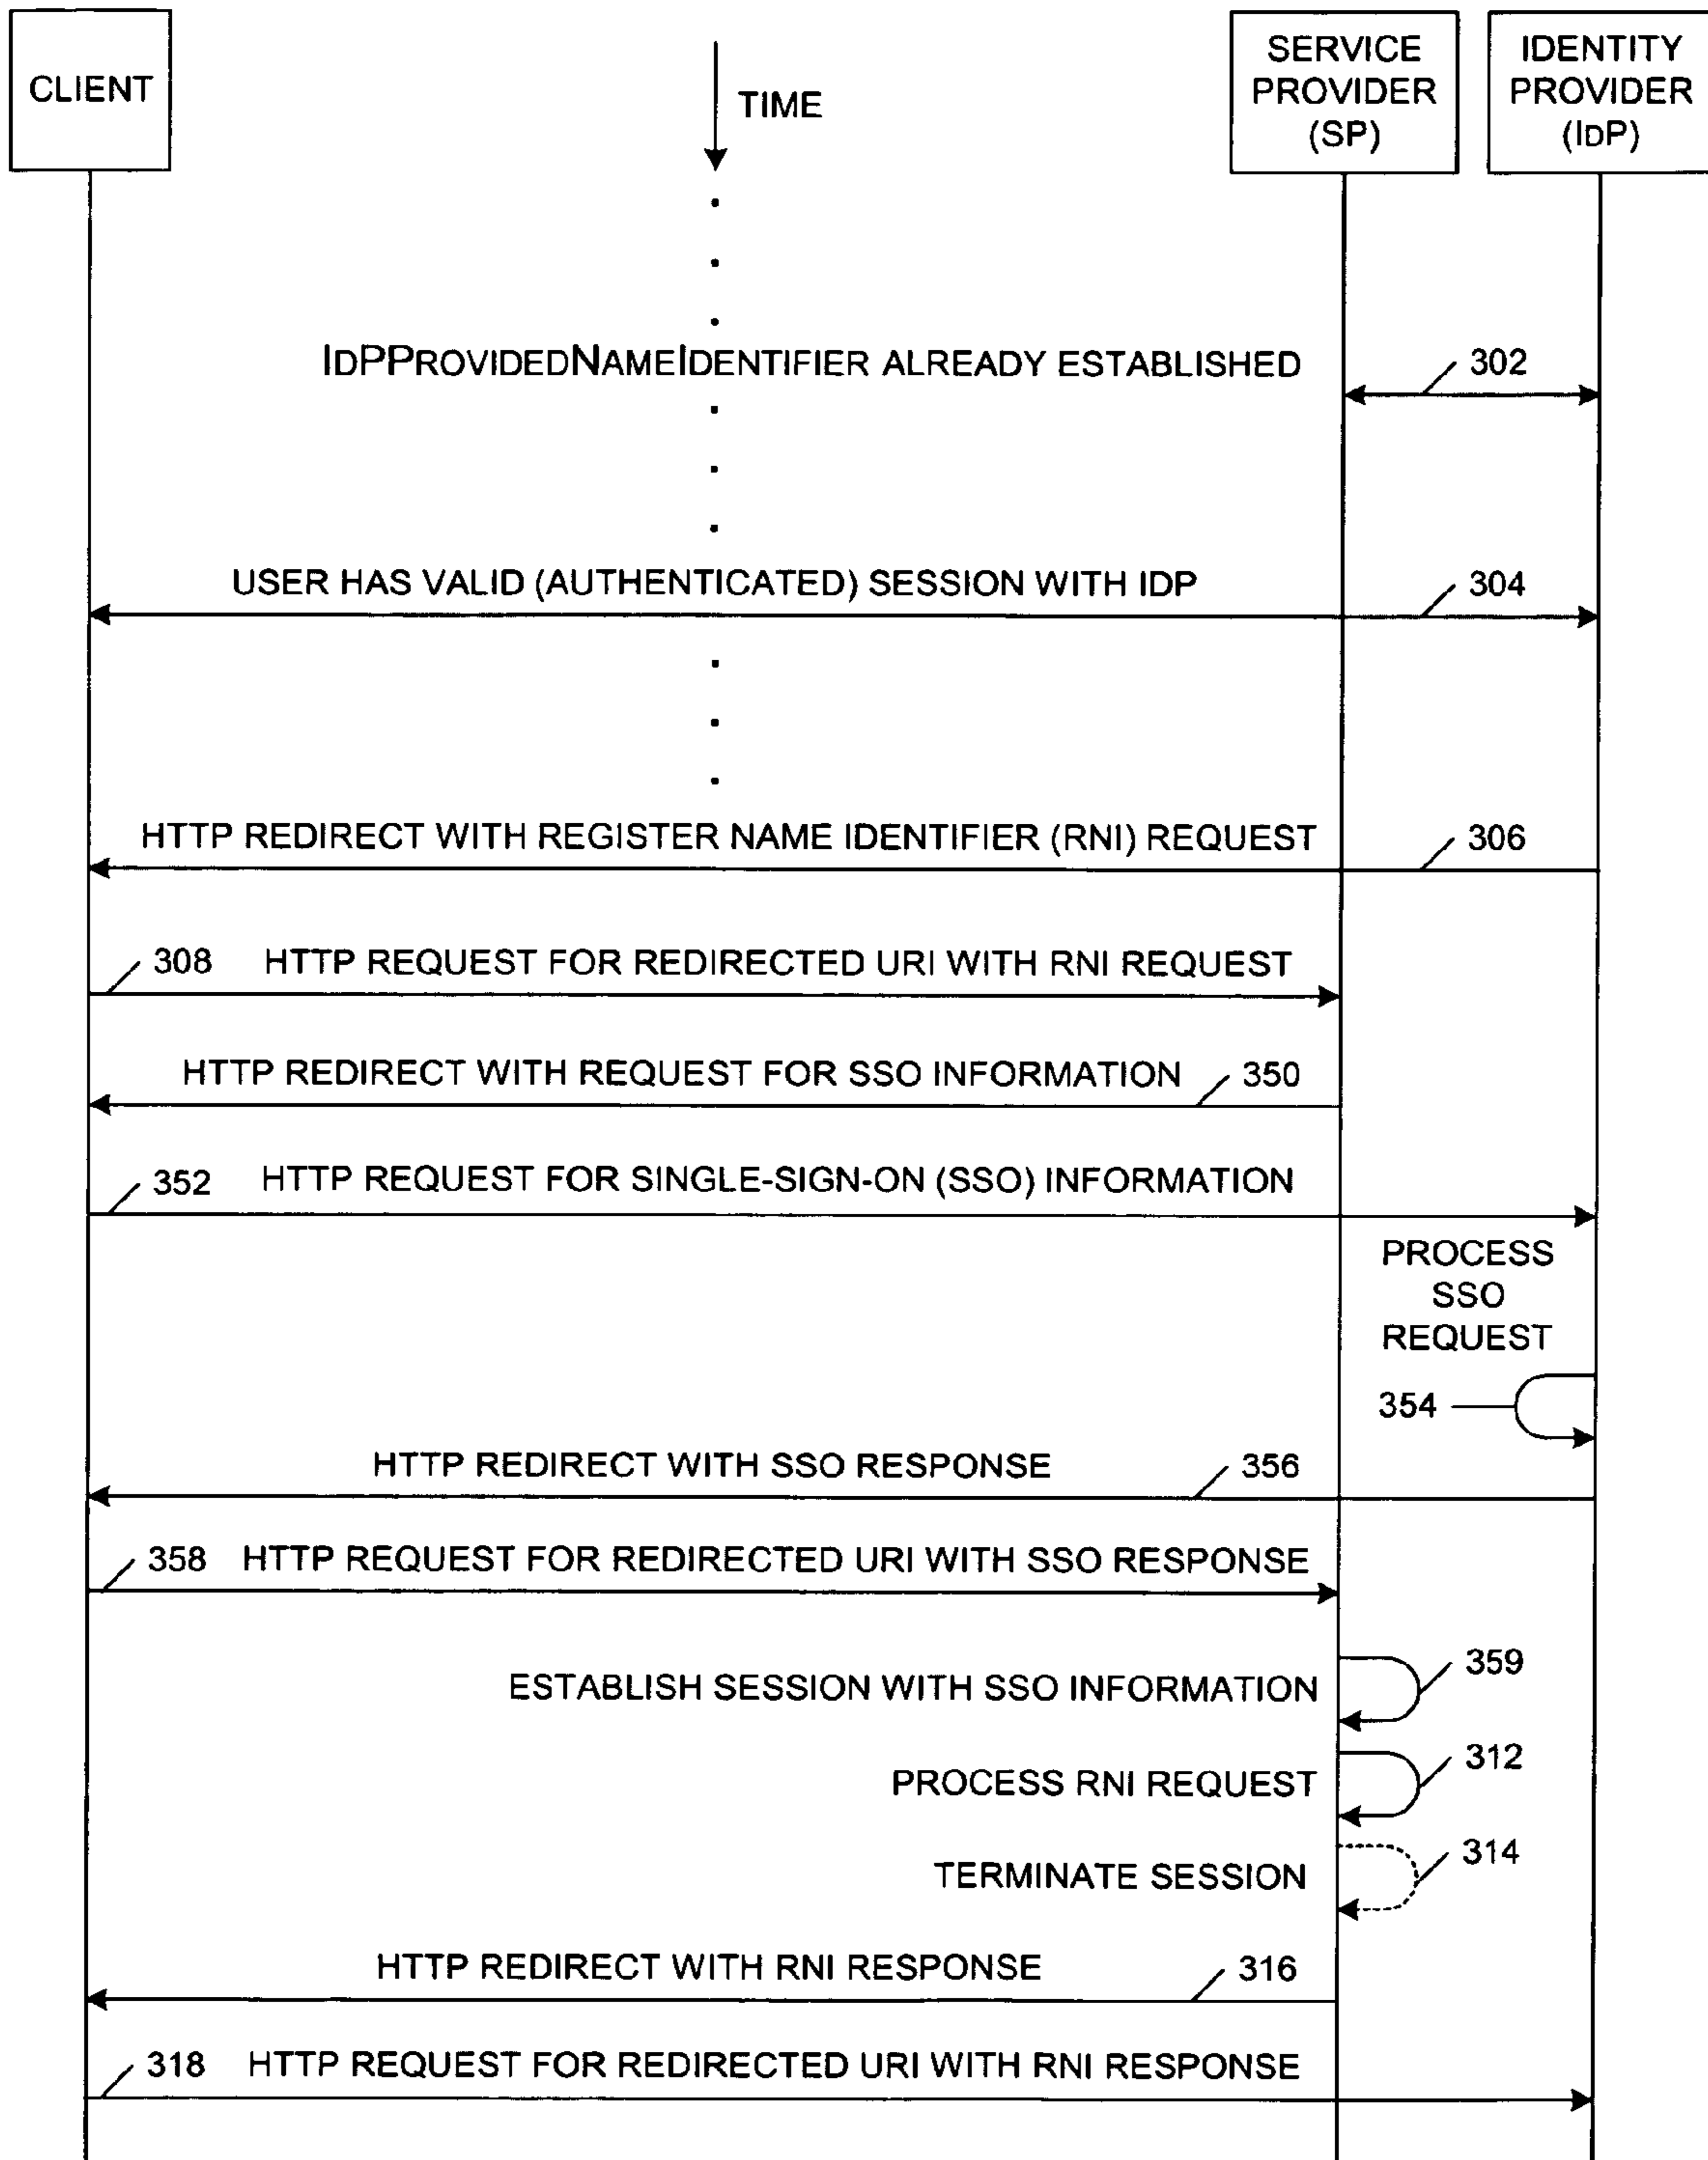 CLIENT
TIME
SERVICE
PROVIDER
(SP)
IDENTITY
PROVIDER
(IDP)
IDPPROVIDEDNAMEIDENTIFIER ALREADY ESTABLISHED
302
USER HAS VALID (AUTHENTICATED) SESSION WITH IDP
304
HTTP REDIRECT WITH REGISTER NAME IDENTIFIER (RNI) REQUEST
306
308 HTTP REQUEST FOR REDIRECTED URI WITH RNI REQUEST
HTTP REDIRECT WITH REQUEST FOR SSO INFORMATION
350
352 HTTP REQUEST FOR SINGLE-SIGN-ON (SSO) INFORMATION
PROCESS
SSO
REQUEST
354
HTTP REDIRECT WITH SSO RESPONSE
356
358 HTTP REQUEST FOR REDIRECTED URI WITH SSO RESPONSE
ESTABLISH SESSION WITH SSO INFORMATION
359
PROCESS RNI REQUEST
312
TERMINATE SESSION
314
HTTP REDIRECT WITH RNI RESPONSE
316
318 HTTP REQUEST FOR REDIRECTED URI WITH RNI RESPONSE